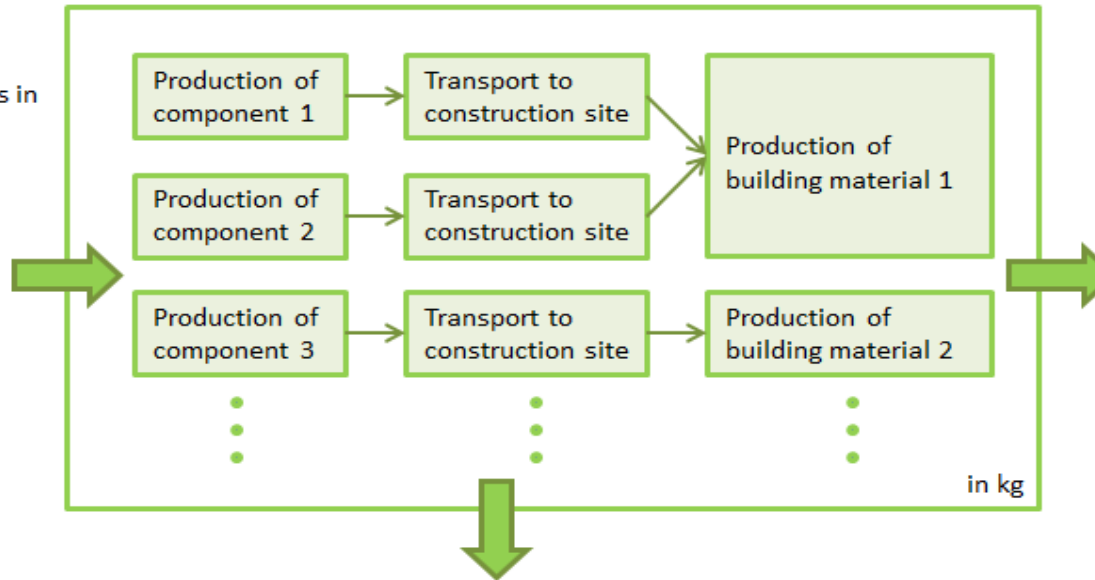 s in
Production of
component 1
Transport to
construction site
Production of
building material 1
Production of
component 2
Transport to
construction site
Production of
component 3
Transport to
construction site
Production of
building material 2
in kg